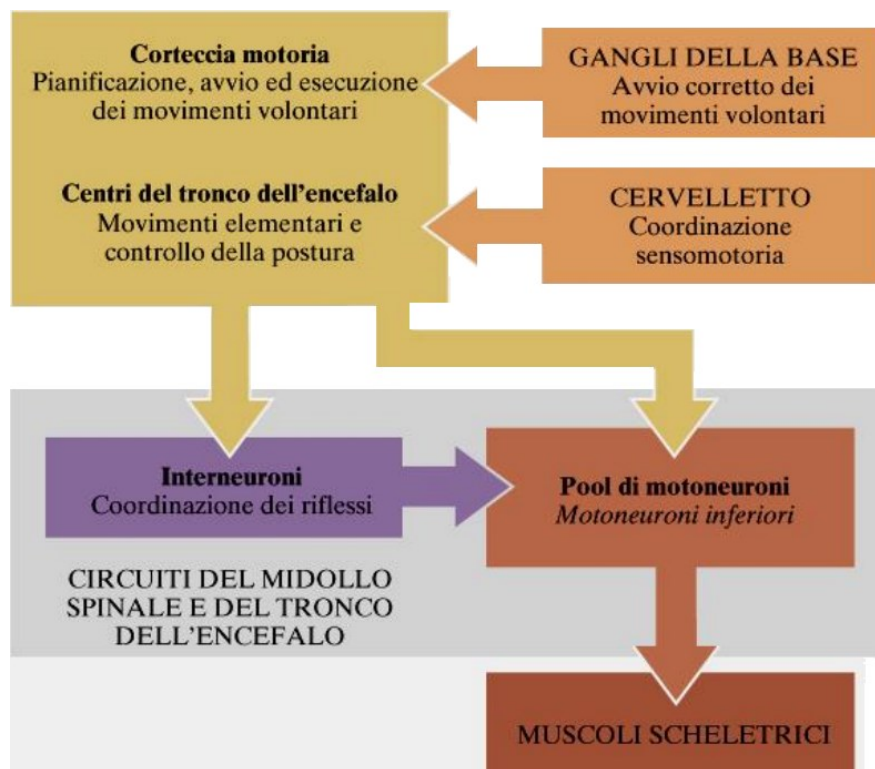 Corteccia motoria
Pianificazione, avvio ed esecuzione
dei movimenti volontari
GANGLI DELLA BASE
Avvio corretto dei
movimenti volontari
Centri del tronco dell'encefalo
Movimenti elementari e
controllo della postura
CERVELLETTO
Coordinazione
sensomotoria
Interneuroni
Coordinazione dei riflessi
Pool di motoneuroni
Motoneuroni inferiori
CIRCUITI DEL MIDOLLO
SPINALE E DEL TRONCO
DELL'ENCEFALO
MUSCOLI SCHELETRICI